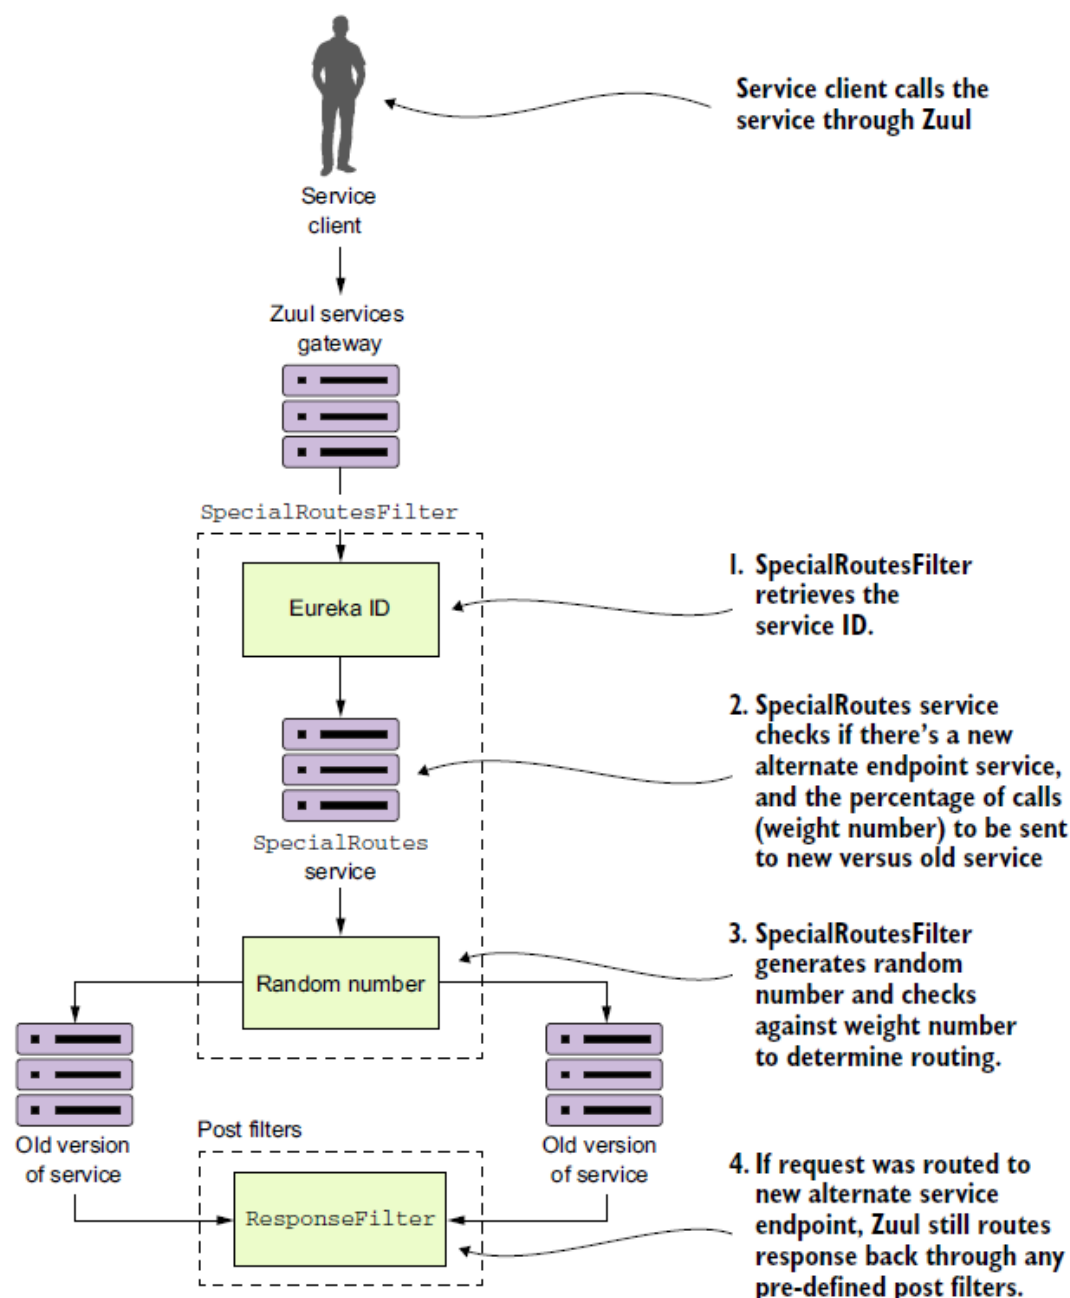 Service client calls the
service through Zuul
Service
client
Zuul services
gateway
SpecialRoutesFilter
Eureka ID
1. SpecialRoutesFilter
retrieves the
service ID.
2. SpecialRoutes service
checks if there’s a new
alternate endpoint service,
and the percentage of calls
(weight number) to be sent
to new versus old service
SpecialRoutes
service
3. SpecialRoutesFilter
generates random
number and checks
against weight number
to determine routing.
Random number
Old version
of service
Post filters
Old version
of service
ResponseFilter
4. If request was routed to
new alternate service
endpoint, Zuul still routes
response back through any
pre-defined post filters.